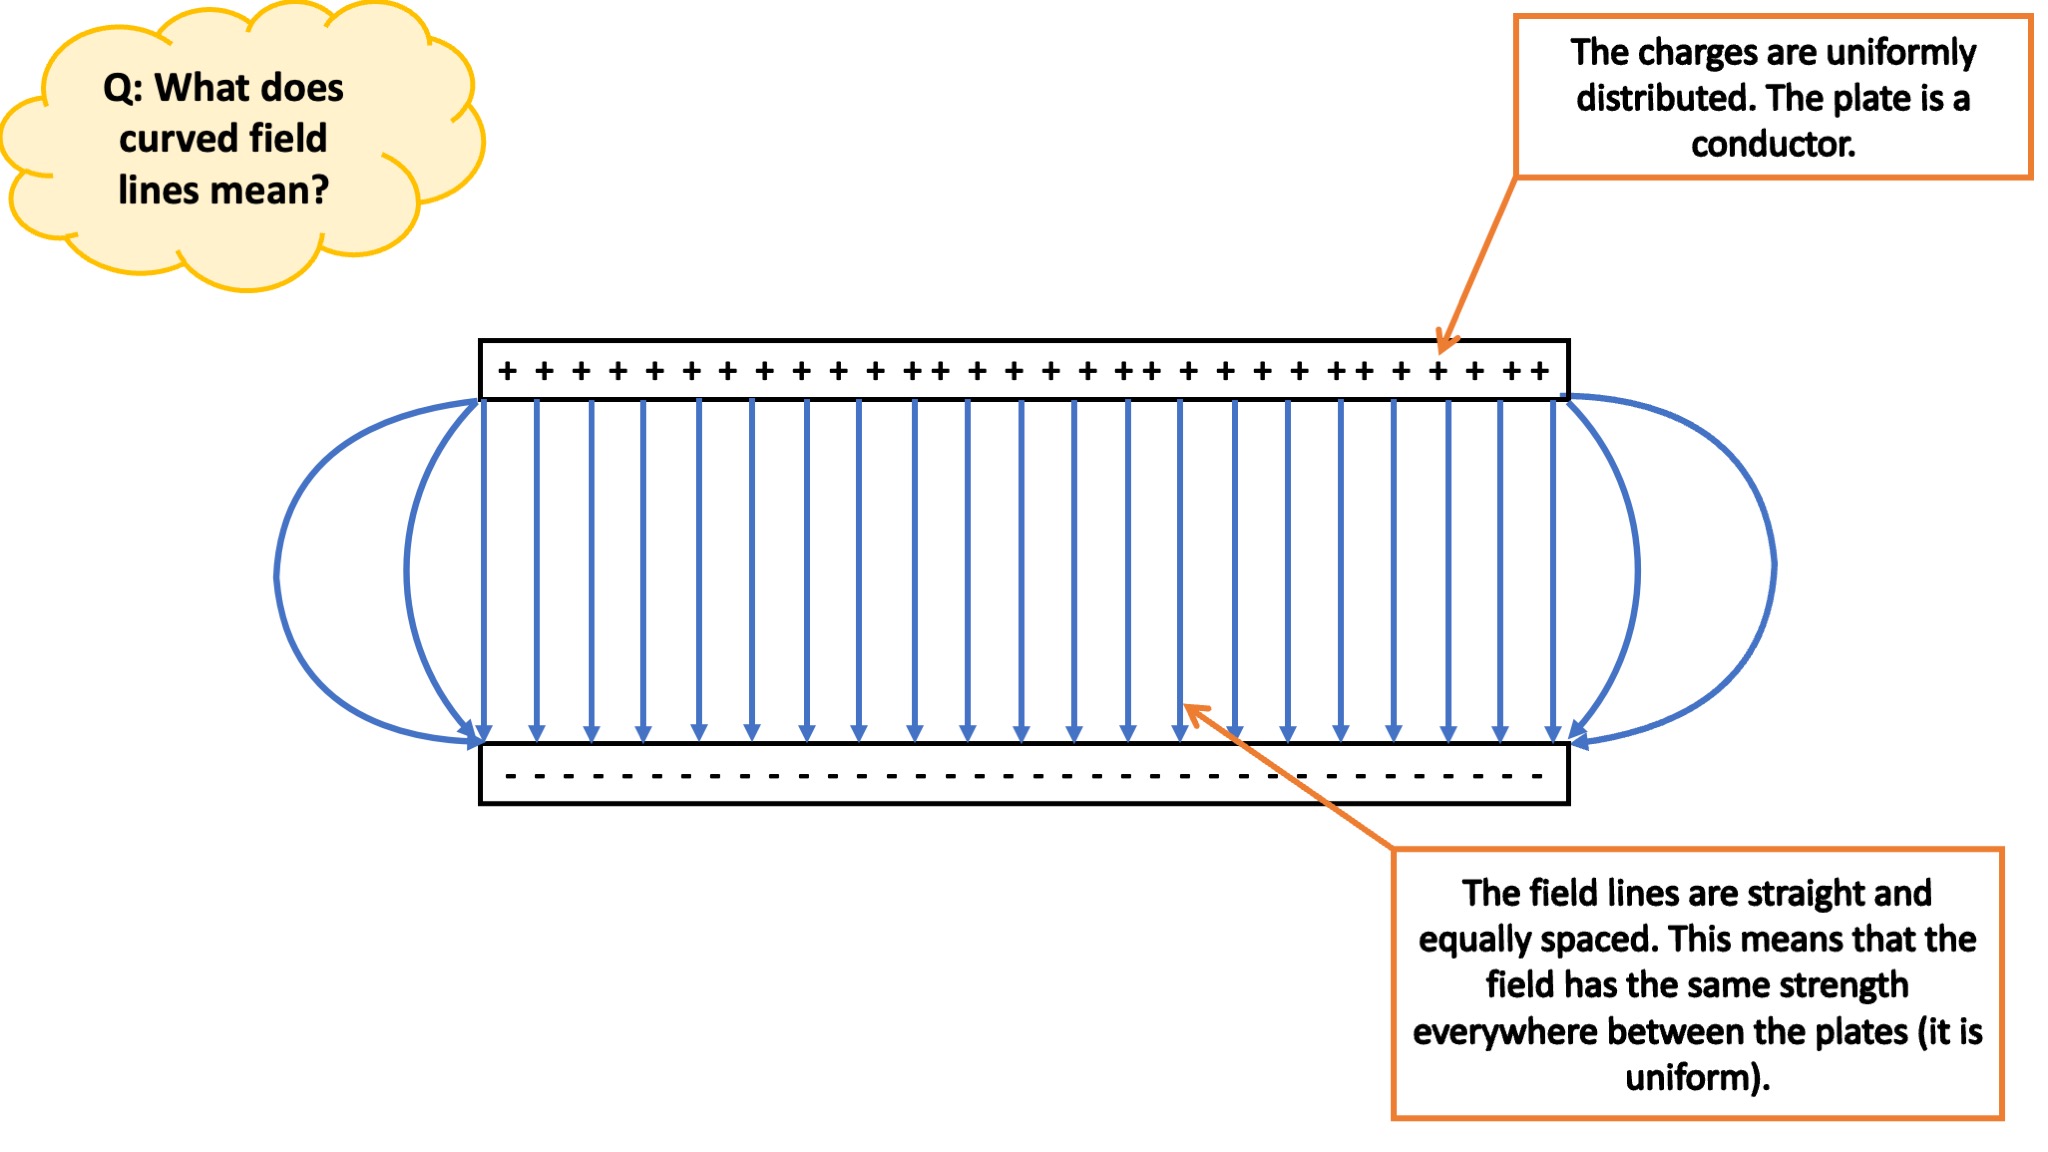 Q: What does
curved field
lines mean?
The charges are uniformly
distributed. The plate is a
conductor.
+ + + + + + + + + + + ++ + + + + ++ + + + + ++ + + + ++
- - - - - - - - - - - - - - - - - - - - - - - - - - - - - - - - - - - -
The field lines are straight and
equally spaced. This means that the
field has the same strength
everywhere between the plates (it is
uniform).